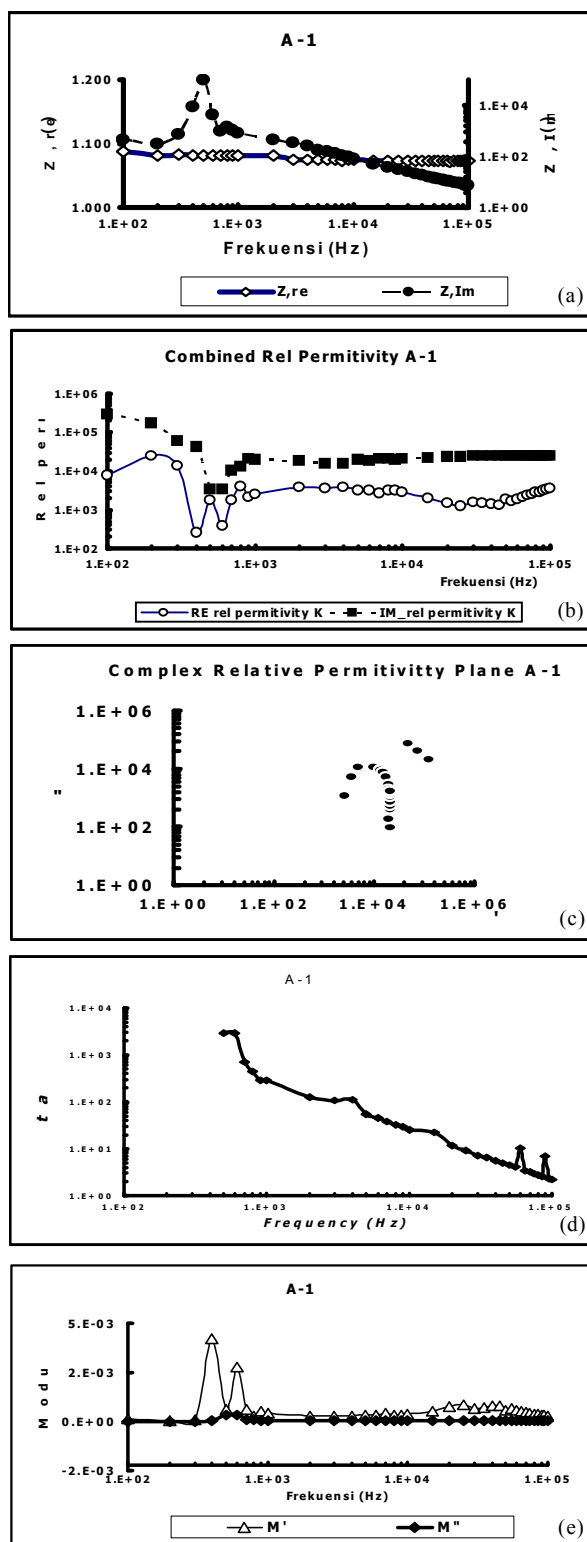 A-1
Z , r(e)
1.200
1.100
1.000
1.E+04
1.E+02
1.E+00
Z , I(m)
1.E+02 1.E+03 1.E+04 1.E+05
Frekuensi (Hz)
Z,re Z,Im
(a)
Combined Rel Permitivity A-1
Rel peri
1.E+06
1.E+05
1.E+04
1.E+03
1.E+02
1.E+02 1.E+03 1.E+04 1.E+05
Frekuensi (Hz)
RE rel permitivity K IM_rel permitivity K
(b)
Complex Relative Permitivitty Plane A-1
"
1.E+06
1.E+04
1.E+02
1.E+00
1.E+00 1.E+02 1.E+04 1.E+06
'
(c)
A-1
t a
1.E+04
1.E+03
1.E+02
1.E+01
1.E+00
1.E+02 1.E+03 1.E+04 1.E+05
Frequency (Hz)
(d)
A-1
Modu
5.E-03
2.E-03
0.E+00
-2.E-03
1.E+02 1.E+03 1.E+04 1.E+05
Frekuensi (Hz)
M' M"
(e)